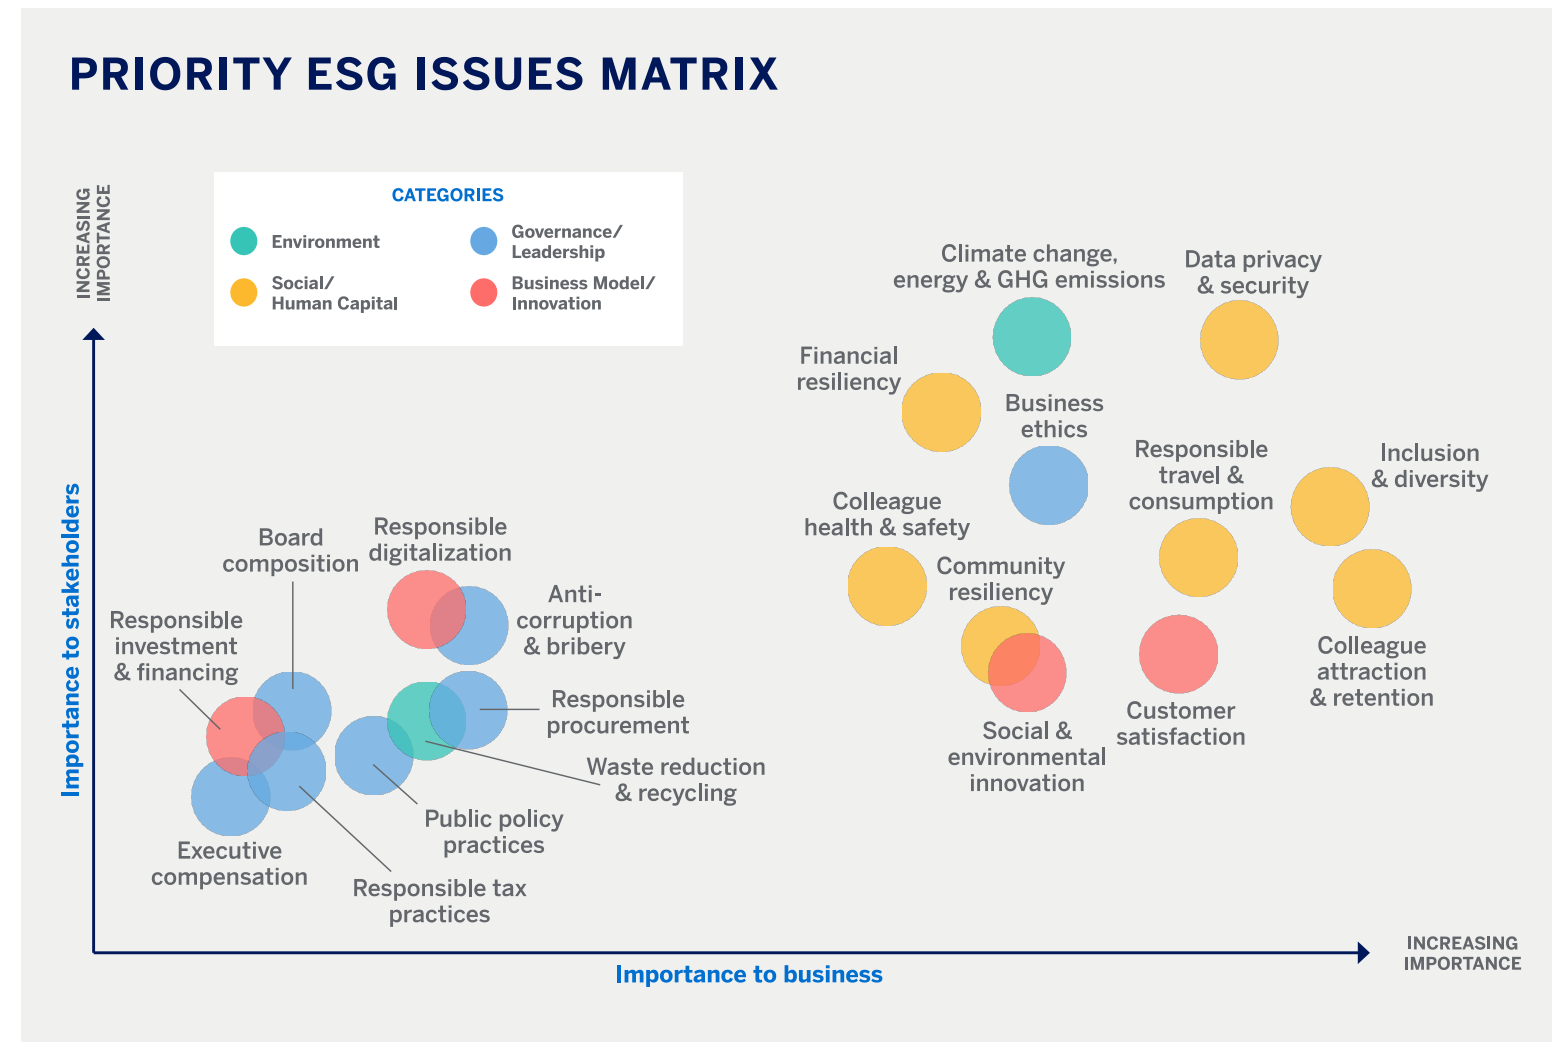 PRIORITY ESG ISSUES MATRIX
INCREASING
IMPORTANCE
CATEGORIES
Environment
Governance/
Leadership
Social/
Human Capital
Business Model/
Innovation
Climate change,
energy & GHG emissions
Data privacy
& security
Financial
resiliency
Business
ethics
Responsible
travel &
consumption
Inclusion
& diversity
Colleague
health & safety
Community
resiliency
Colleague
attraction
& retention
Customer
satisfaction
Social &
environmental
innovation
Importance to stakeholders
Board
composition
Responsible
digitalization
Anti-
corruption
& bribery
Responsible
investment
& financing
Responsible
procurement
Waste reduction
& recycling
Public policy
practices
Executive
compensation
Responsible tax
practices
Importance to business
INCREASING
IMPORTANCE